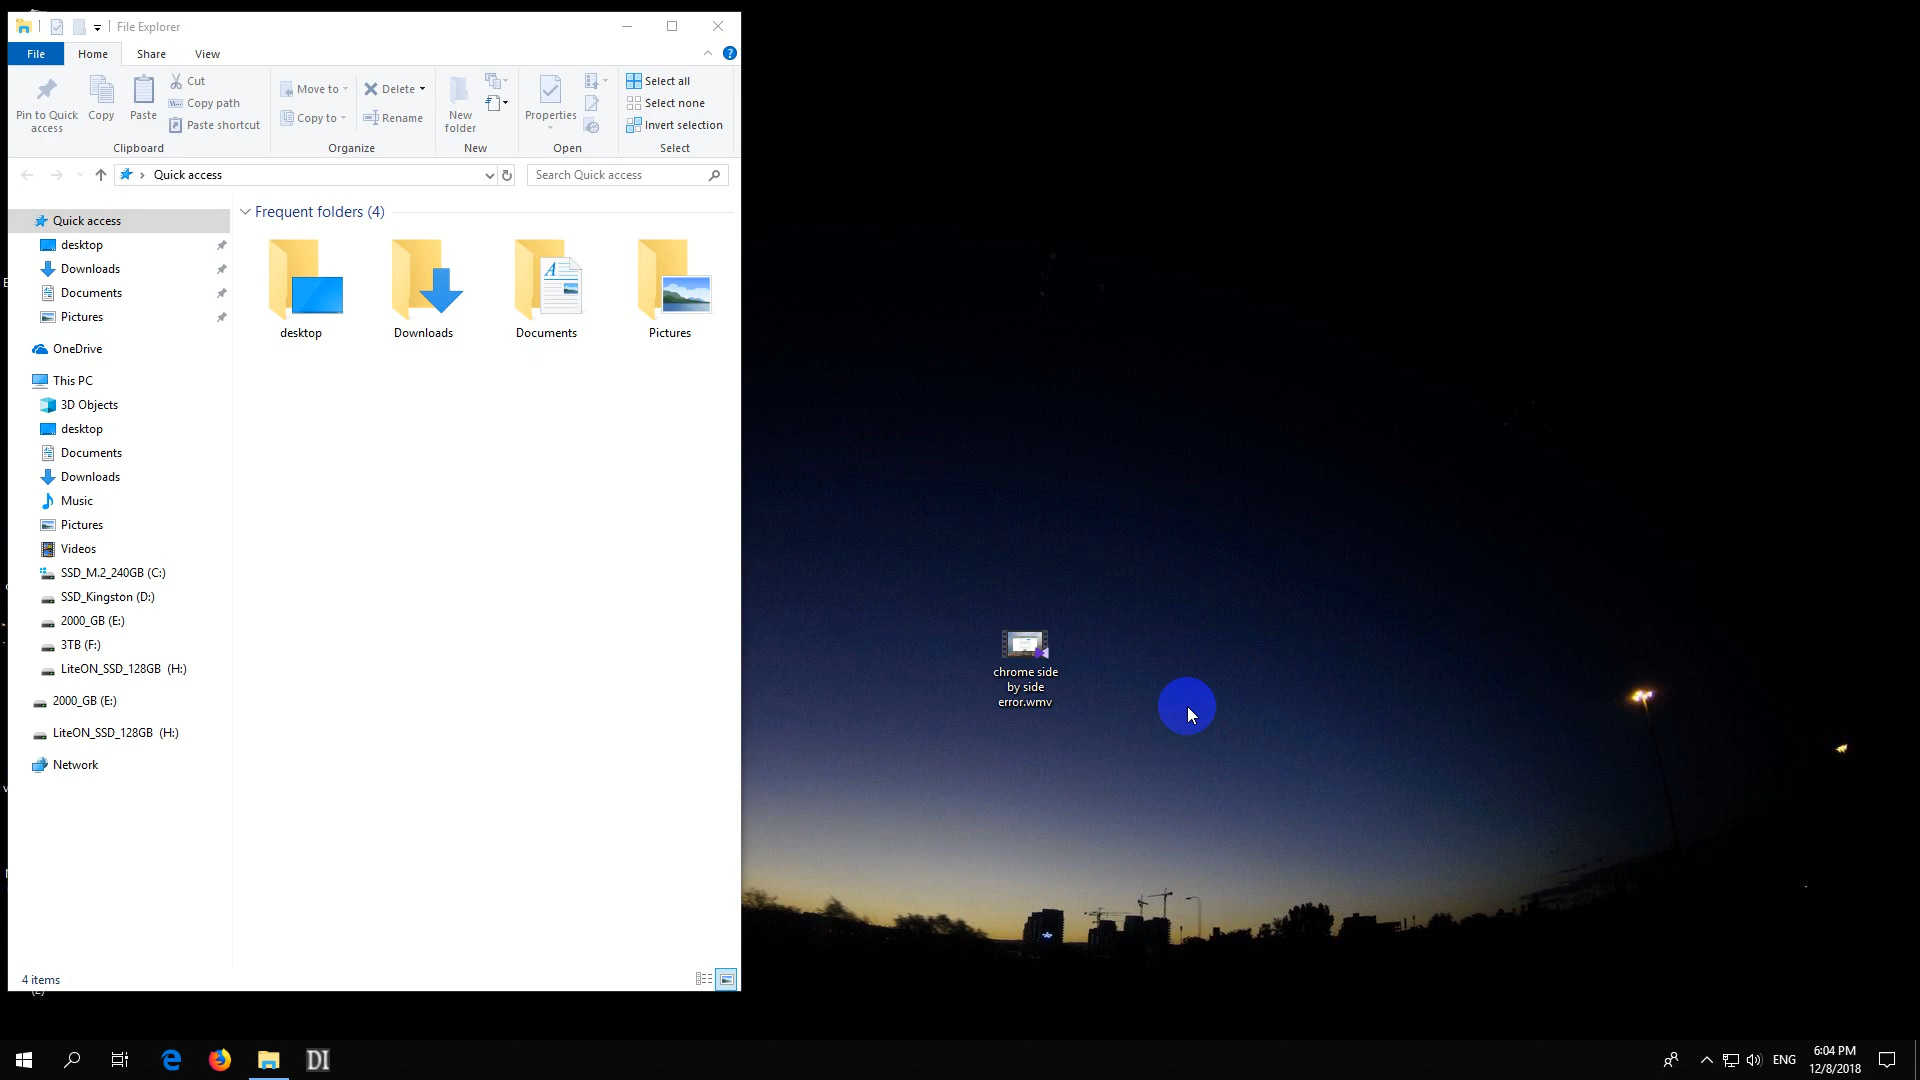 File Explorer
File
Home
Share
View
?
Pin to Quick
access
Copy
Paste
Cut
Copy path
Paste shortcut
Clipboard
Move to
Copy to
Delete
Rename
Organize
New
folder
New
Properties
Open
Select all
Select none
Invert selection
Select
Quick access
Search Quick access
Quick access
desktop
Downloads
Documents
Pictures
OneDrive
This PC
3D Objects
desktop
Documents
Downloads
Music
Pictures
Videos
SSD_M.2_240GB (C:)
SSD_Kingston (D:)
2000_GB (E:)
3TB (F:)
LiteON_SSD_128GB (H:)
2000_GB (E:)
LiteON_SSD_128GB (H:)
Network
Frequent folders (4)
desktop
Downloads
Documents
Pictures
4 items
chrome side
by side
error.wmv
DI
ENG
6:04 PM
12/8/2018